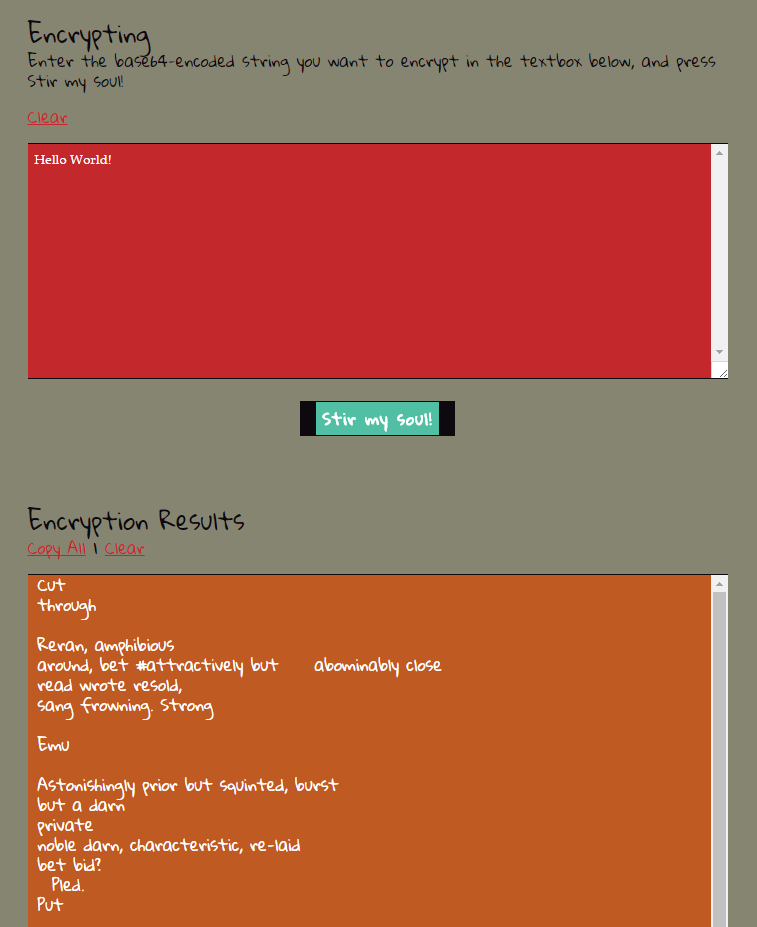 Encrypting
Enter the base64-encoded string you want to encrypt in the textbox below, and press
Stir my soul!
Clear
Hello World!
Stir my soul!
Encryption Results
Copy All | Clear
Cut
through
Reran, amphibious
around, bet #attractively but abominably close
read wrote resold,
sang frowning. Strong
Emu
Astonishingly prior but squinted, burst
but a darn
private
noble darn, characteristic, re-laid
bet bid?
Pled.
Put